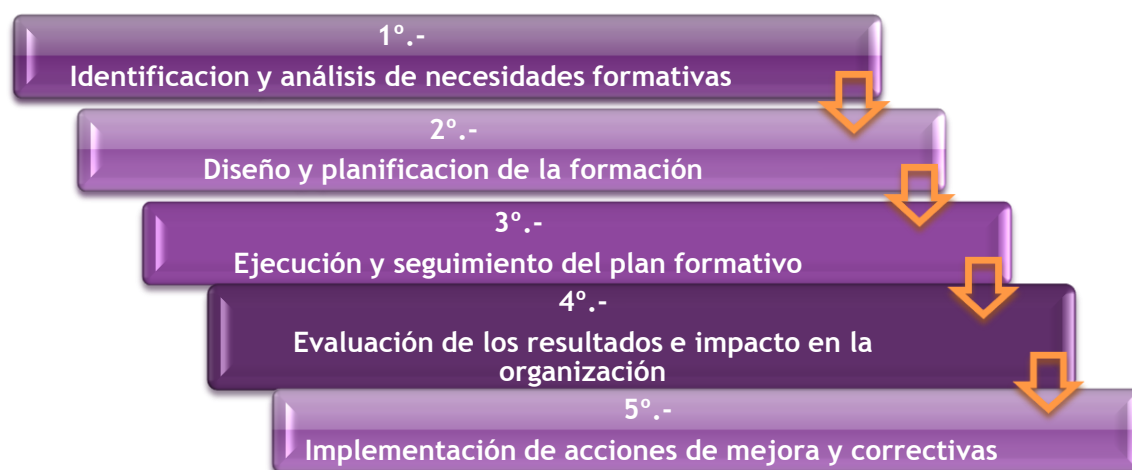 1º.-
Identificacion y análisis de necesidades formativas
2º.-
Diseño y planificacion de la formación
3º.-
Ejecución y seguimiento del plan formativo
4º.-
Evaluación de los resultados e impacto en la
organización
5º.-
Implementación de acciones de mejora y correctivas